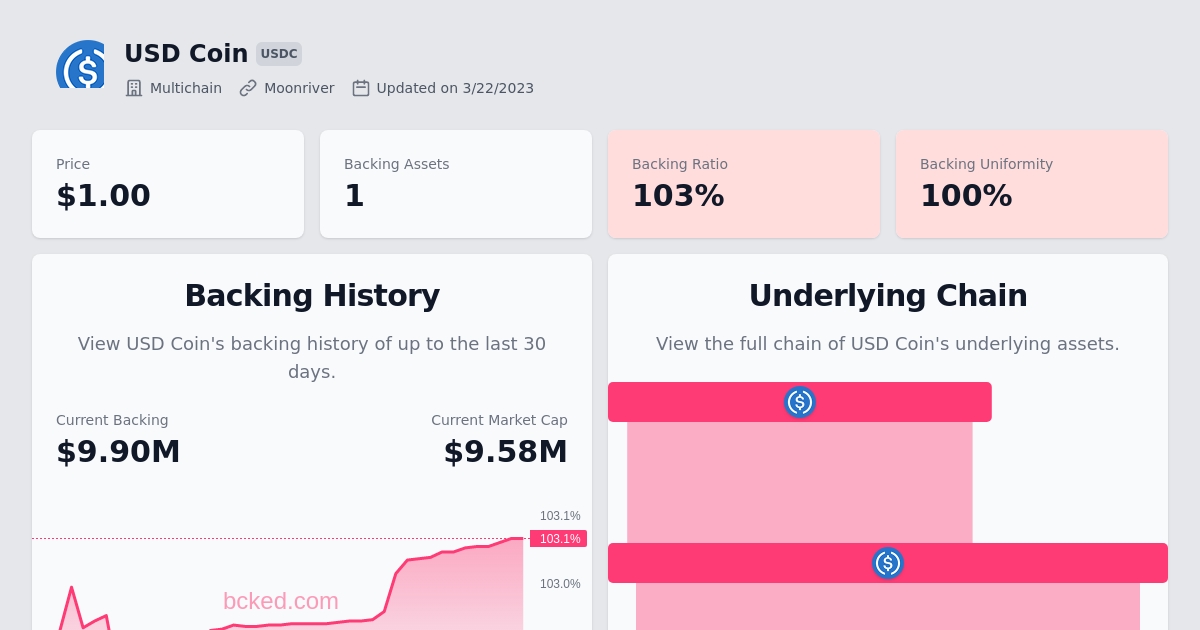 USD Coin USDC
Multichain Moonriver Updated on 3/22/2023
Price
$1.00
Backing Assets
1
Backing Ratio
103%
Backing Uniformity
100%
Backing History
View USD Coin's backing history of up to the last 30
days.
Current Backing
$9.90M
Current Market Cap
$9.58M
103.1%
103.1%
103.0%
bcked.com
Underlying Chain
View the full chain of USD Coin's underlying assets.